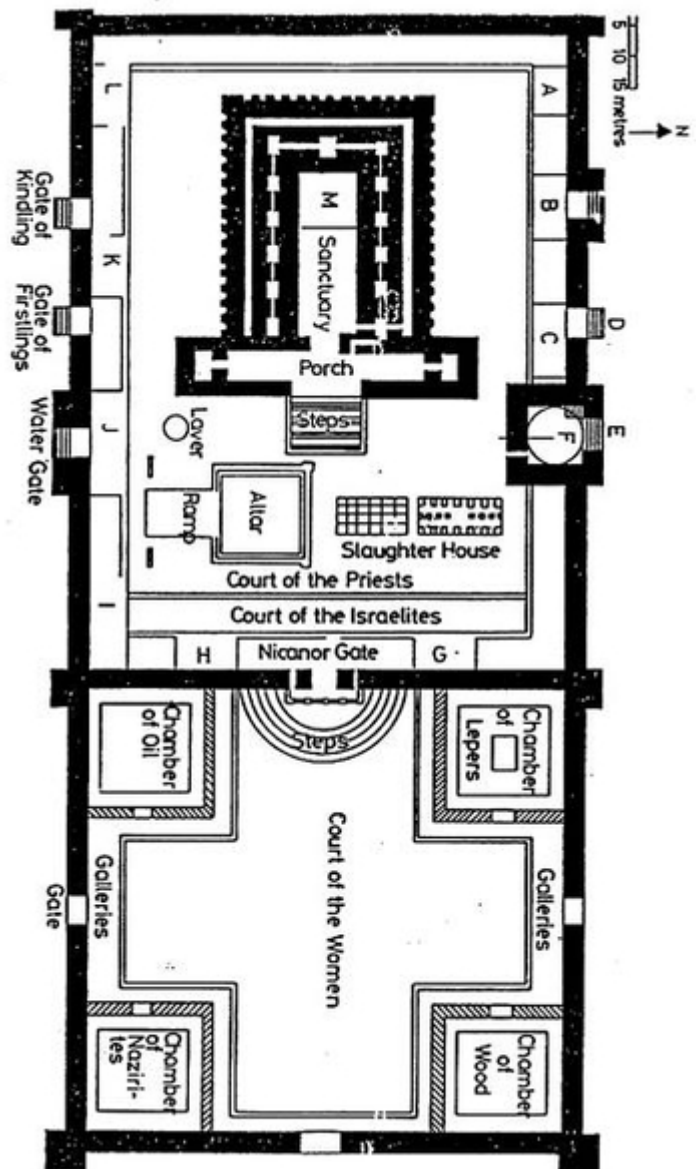 5 10 15 metres
N
L
A
B
Gate of
Kindling
M
Sanctuary
K
Gate of
Firstlings
D
C
Porch
Water Gate
J
Laver
Steps
E
F
Ramp
Altar
Slaughter House
Court of the Priests
I
Court of the Israelites
H
Nicanor Gate
G
Steps
Chamber
of Oil
Chamber
of
Lepers
Court of the Women
Galleries
Galleries
Gate
Chamber
of
Naziri-
tes
Chamber
of
Wood